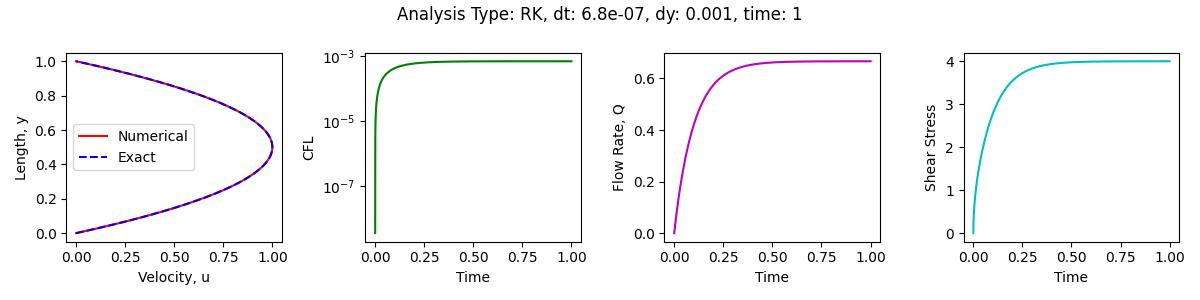 Analysis Type: RK, dt: 6.8e-07, dy: 0.001, time: 1
Length, y
1.0
0.8
0.6
0.4
0.2
0.0
Numerical
Exact
0.00 0.25 0.50 0.75 1.00
Velocity, u
CFL
10⁻³
10⁻⁵
10⁻⁷
0.00 0.25 0.50 0.75 1.00
Time
Flow Rate, Q
0.6
0.4
0.2
0.0
0.00 0.25 0.50 0.75 1.00
Time
Shear Stress
4
3
2
1
0
0.00 0.25 0.50 0.75 1.00
Time